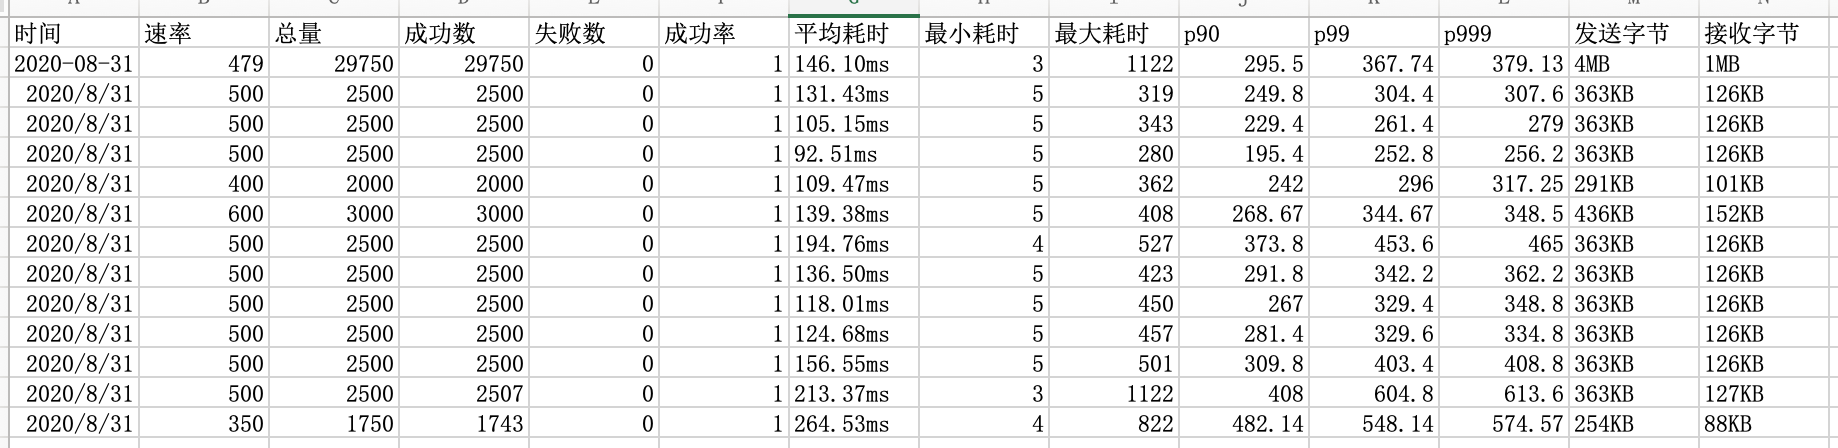 时间 速率 总量 成功数 失败数 成功率 平均耗时 最小耗时 最大耗时 p90 p99 p999 发送字节 接收字节
2020-08-31 479 29750 29750 0 1 146.10ms 3 1122 295.5 367.74 379.13 4MB 1MB
2020/8/31 500 2500 2500 0 1 131.43ms 5 319 249.8 304.4 307.6 363KB 126KB
2020/8/31 500 2500 2500 0 1 105.15ms 5 343 229.4 261.4 279 363KB 126KB
2020/8/31 500 2500 2500 0 1 92.51ms 5 280 195.4 252.8 256.2 363KB 126KB
2020/8/31 400 2000 2000 0 1 109.47ms 5 362 242 296 317.25 291KB 101KB
2020/8/31 600 3000 3000 0 1 139.38ms 5 408 268.67 344.67 348.5 436KB 152KB
2020/8/31 500 2500 2500 0 1 194.76ms 4 527 373.8 453.6 465 363KB 126KB
2020/8/31 500 2500 2500 0 1 136.50ms 5 423 291.8 342.2 362.2 363KB 126KB
2020/8/31 500 2500 2500 0 1 118.01ms 5 450 267 329.4 348.8 363KB 126KB
2020/8/31 500 2500 2500 0 1 124.68ms 5 457 281.4 329.6 334.8 363KB 126KB
2020/8/31 500 2500 2500 0 1 156.55ms 5 501 309.8 403.4 408.8 363KB 126KB
2020/8/31 500 2500 2507 0 1 213.37ms 3 1122 408 604.8 613.6 363KB 127KB
2020/8/31 350 1750 1743 0 1 264.53ms 4 822 482.14 548.14 574.57 254KB 88KB